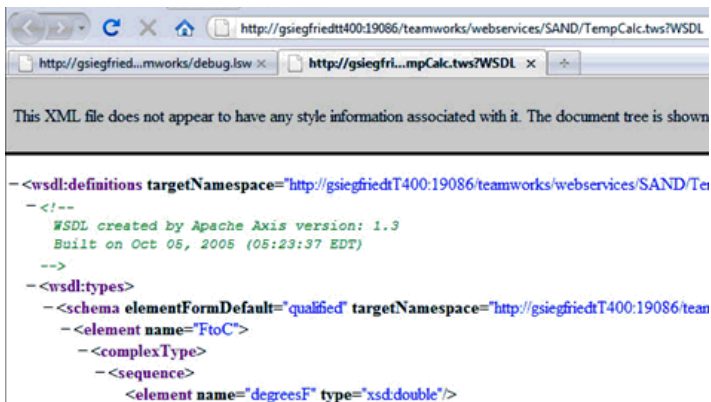 http://gsiegfriedtt400:19086/teamworks/webservices/SAND/TempCalc.tws?WSDL
http://gsiegfried...mworks/debug.lsw × http://gsiegfri...mpCalc.tws?WSDL ×
This XML file does not appear to have any style information associated with it. The document tree is shown
-<wsdl:definitions targetNamespace="http://gsiegfriedtT400:19086/teamworks/webservices/SAND/Te
-<!--
WSDL created by Apache Axis version: 1.3
Built on Oct 05, 2005 (05:23:37 EDT)
-->
-<wsdl:types>
-<schema elementFormDefault="qualified" targetNamespace="http://gsiegfriedtT400:19086/tean
-<element name="FtoC">
-<complexType>
-<sequence>
<element name="degreesF" type="xsd:double"/>